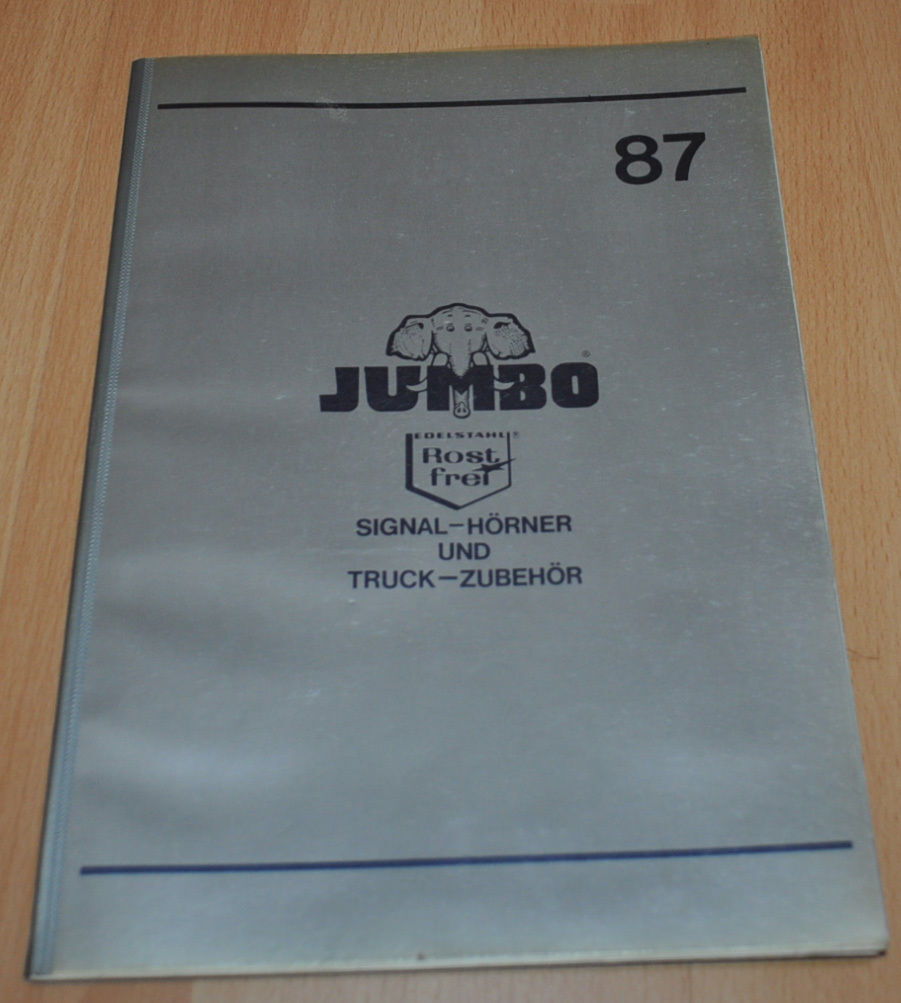 87
JUMBO®
EDELSTAHL®
Rost
frei
SIGNAL-HÖRNER
UND
TRUCK-ZUBEHÖR